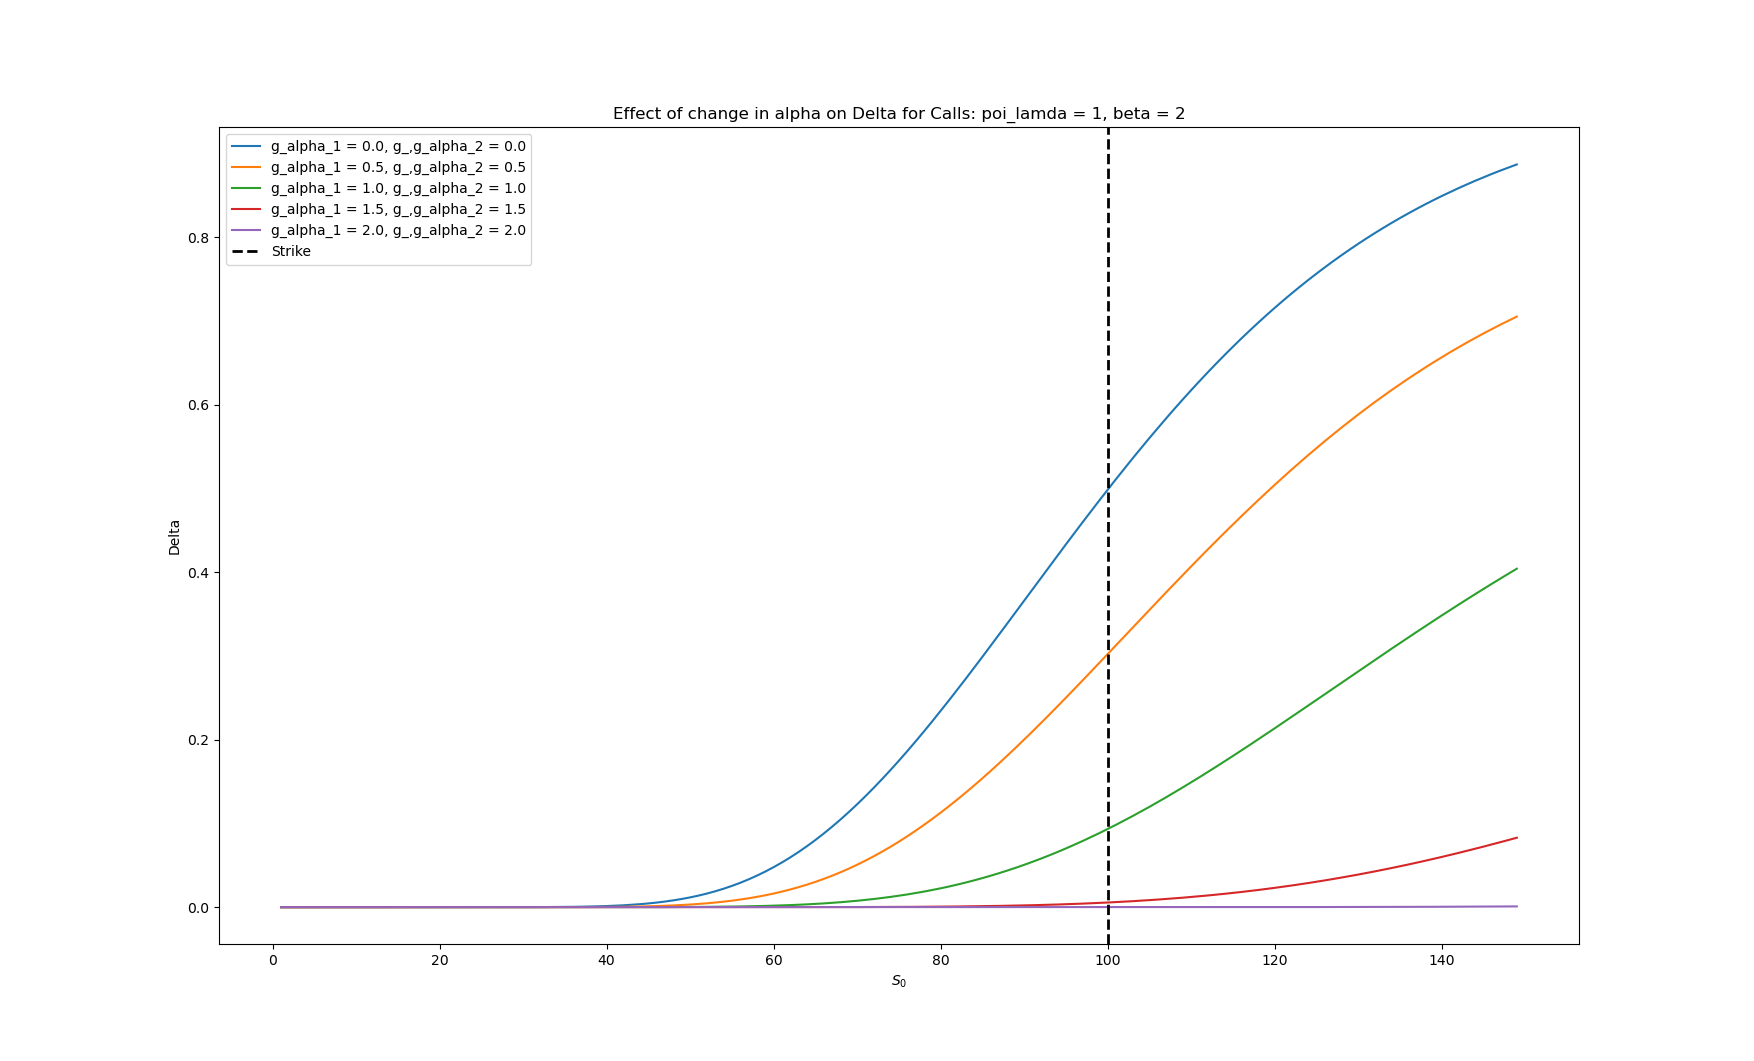 Effect of change in alpha on Delta for Calls: poi_lamda = 1, beta = 2
g_alpha_1 = 0.0, g_,g_alpha_2 = 0.0
g_alpha_1 = 0.5, g_,g_alpha_2 = 0.5
g_alpha_1 = 1.0, g_,g_alpha_2 = 1.0
g_alpha_1 = 1.5, g_,g_alpha_2 = 1.5
g_alpha_1 = 2.0, g_,g_alpha_2 = 2.0
Strike
Delta
0.8
0.6
0.4
0.2
0.0
0 20 40 60 80 100 120 140
S₀